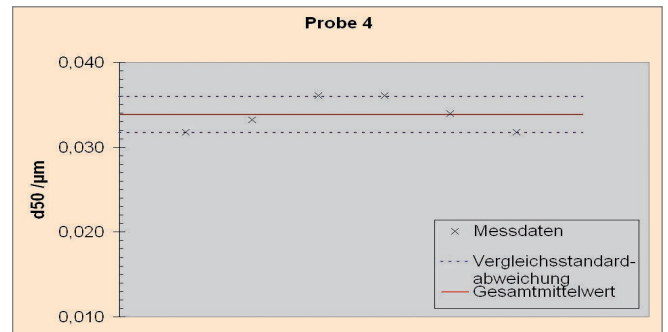 Probe 4
0,040
0,030
0,020
0,010
d50 /µm
Messdaten
Vergleichsstandard-
abweichung
Gesamtmittelwert